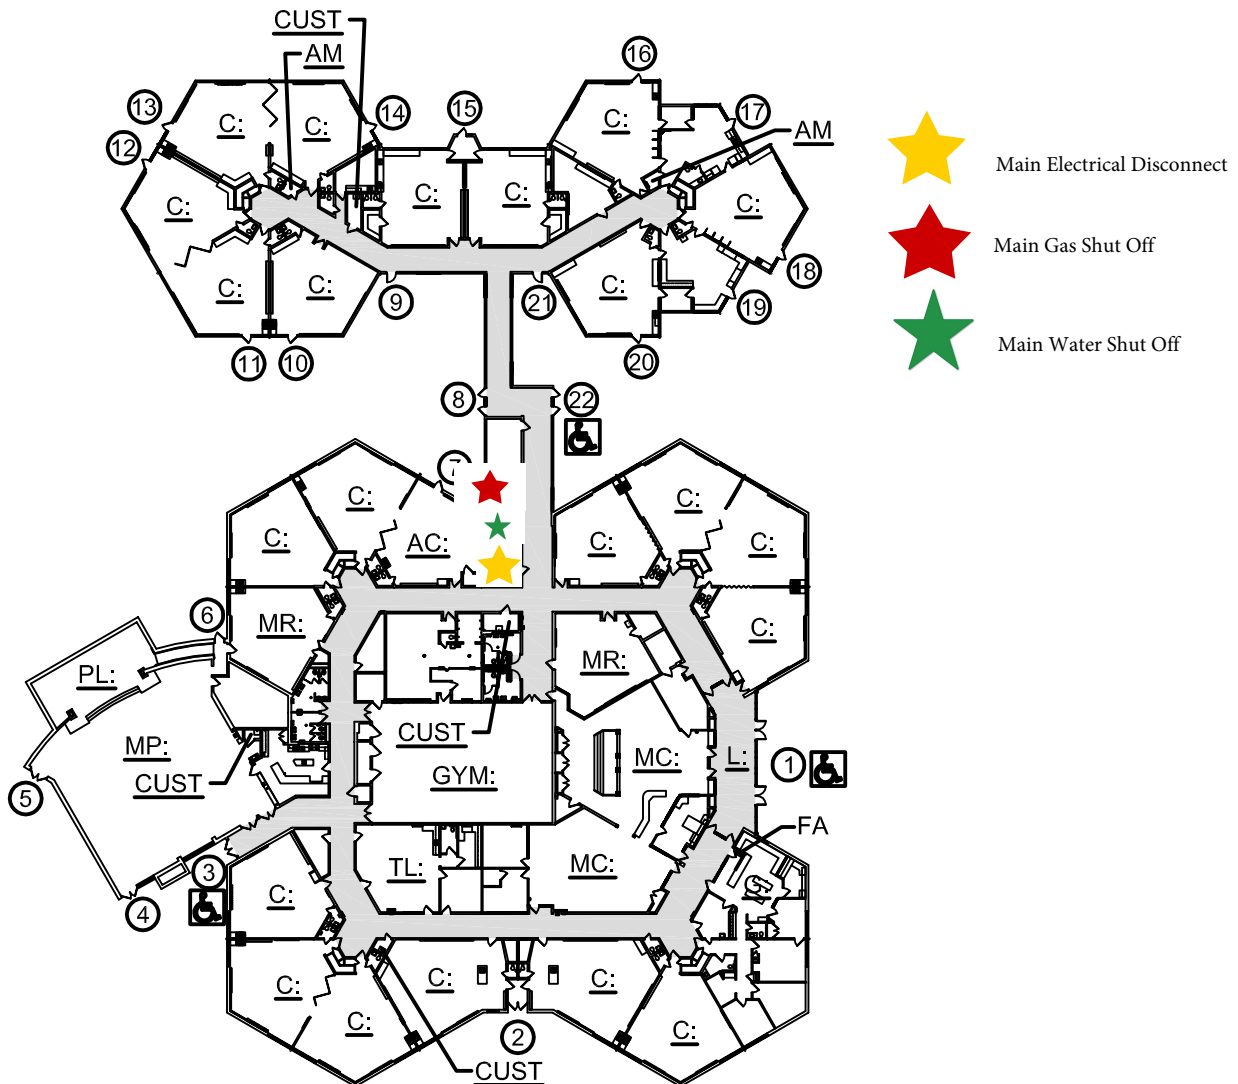 CUST
AM
16
13
14
15
17
C:
C:
C:
AM
12
Main Electrical Disconnect
C:
C:
C:
C:
Main Gas Shut Off
18
C:
C:
C:
9
21
19
11
10
20
8
22
7
C:
C:
AC:
C:
C:
C:
6
MR:
C:
PL:
MR:
CUST
MP:
MC:
L:
1
GYM:
CUST
5
FA
3
TL:
MC:
C:
4
C:
C:
C:
C:
C:
2
CUST
Main Water Shut Off